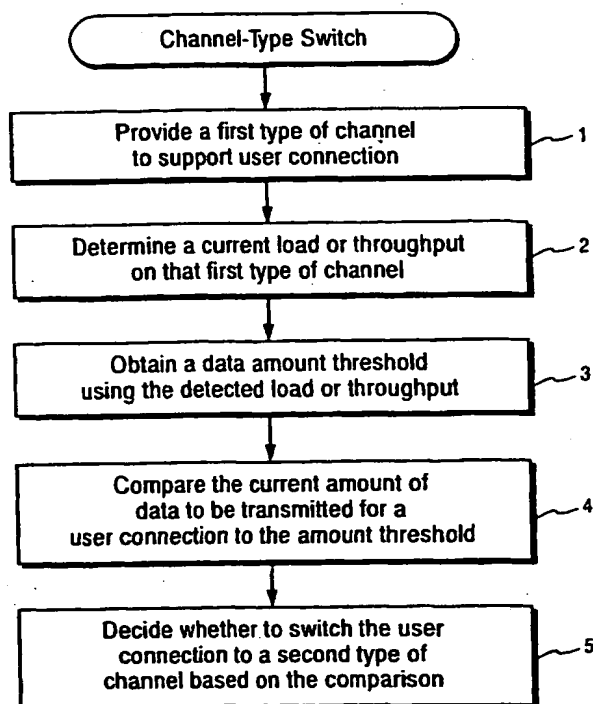 Channel-Type Switch
Provide a first type of channel
to support user connection
1
Determine a current load or throughput
on that first type of channel
2
Obtain a data amount threshold
using the detected load or throughput
3
Compare the current amount of
data to be transmitted for a
user connection to the amount threshold
4
Decide whether to switch the user
connection to a second type of
channel based on the comparison
5